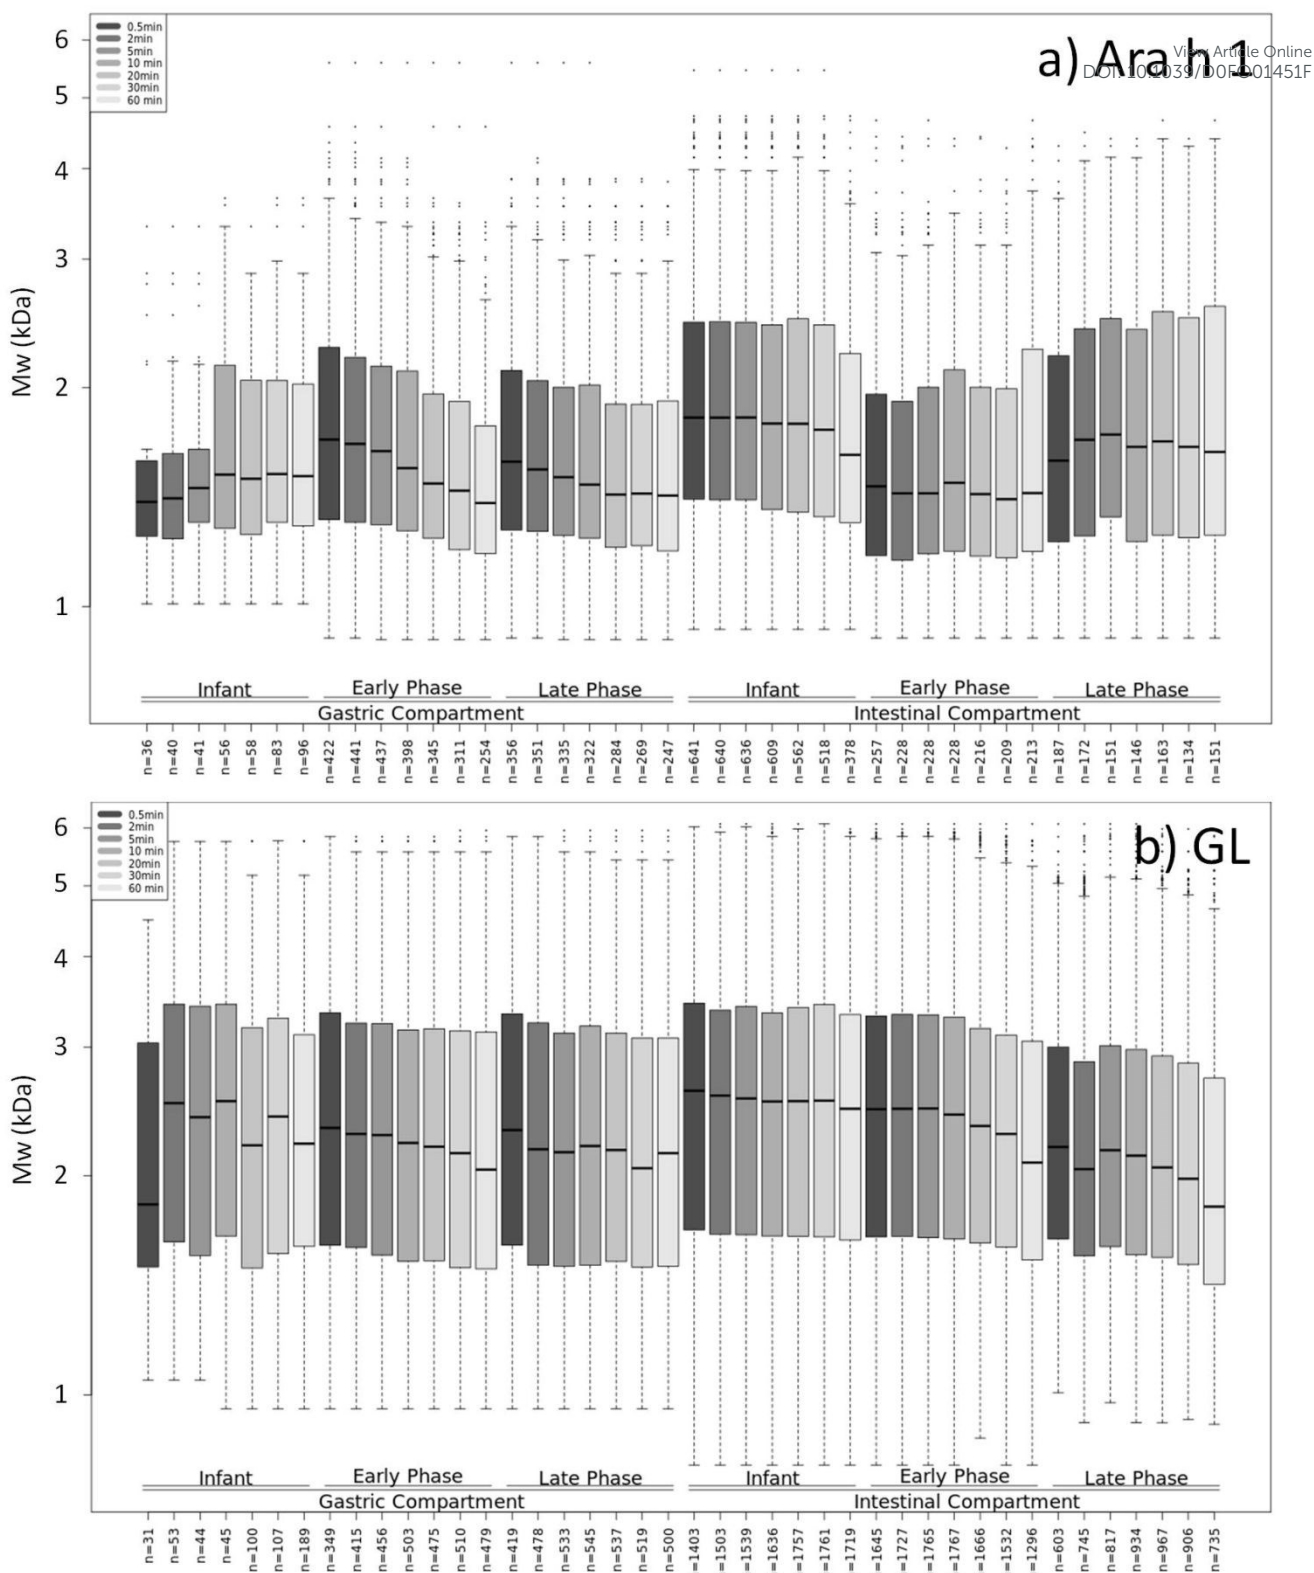 0.5min
2min
5min
10 min
20min
30min
60 min
a) Ara h 1
View Article Online
DOI: 10.1039/D0FO01451F
6
5
4
3
2
1
Mw (kDa)
Infant Early Phase Late Phase Infant Early Phase Late Phase
Gastric Compartment Intestinal Compartment
n=36 n=40 n=41 n=56 n=58 n=83 n=96 n=422 n=441 n=437 n=398 n=345 n=311 n=254 n=356 n=351 n=335 n=322 n=284 n=269 n=247 n=641 n=640 n=636 n=609 n=562 n=518 n=378 n=257 n=228 n=228 n=228 n=216 n=209 n=213 n=187 n=172 n=151 n=146 n=163 n=134 n=151
0.5min
2min
5min
10 min
20min
30min
60 min
b) GL
6
5
4
3
2
1
Mw (kDa)
Infant Early Phase Late Phase Infant Early Phase Late Phase
Gastric Compartment Intestinal Compartment
n=31 n=53 n=44 n=45 n=100 n=107 n=189 n=349 n=415 n=456 n=503 n=475 n=510 n=479 n=419 n=478 n=533 n=545 n=537 n=519 n=500 =1403 =1503 =1539 =1636 =1757 =1761 =1719 =1645 =1727 =1765 =1767 =1666 =1532 =1296 n=603 n=745 n=817 n=934 n=967 n=906 n=735